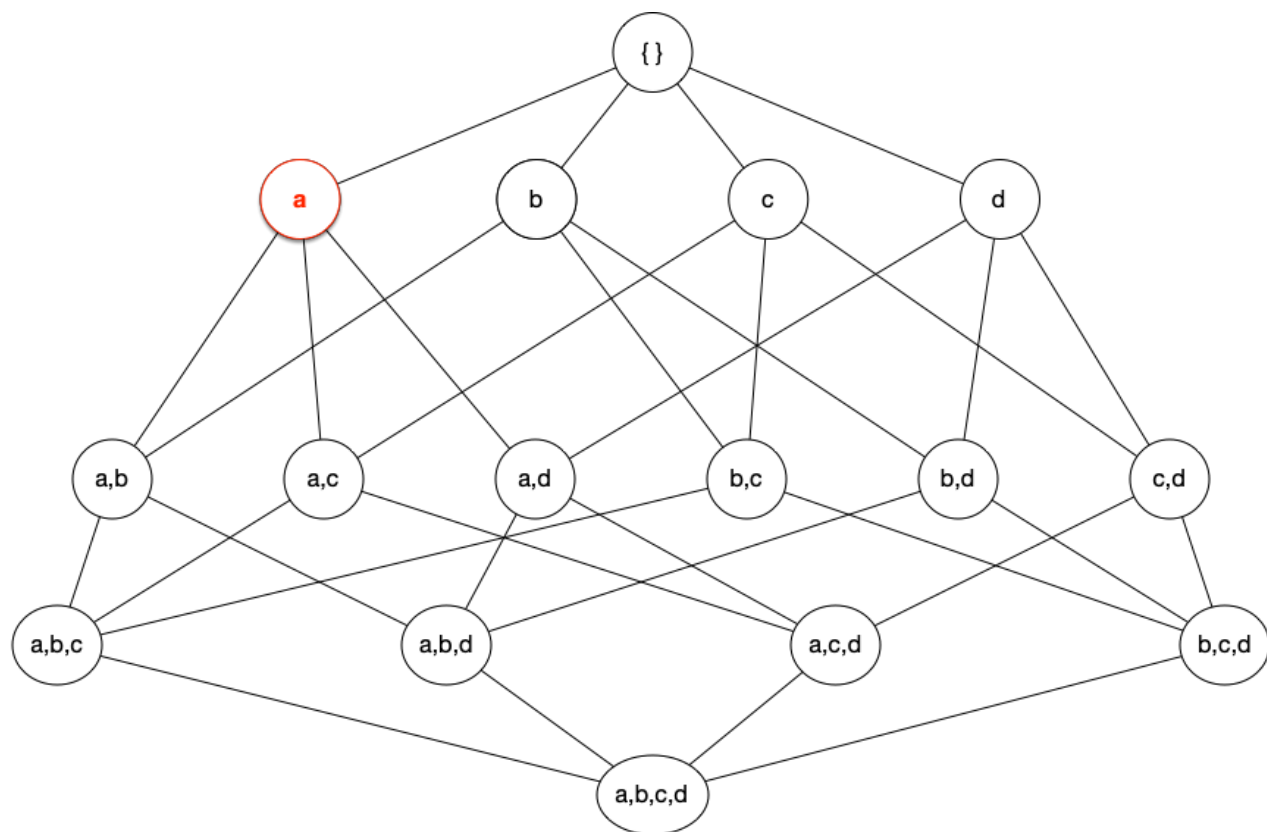 { }
a
b
c
d
a,b
a,c
a,d
b,c
b,d
c,d
a,b,c
a,b,d
a,c,d
b,c,d
a,b,c,d